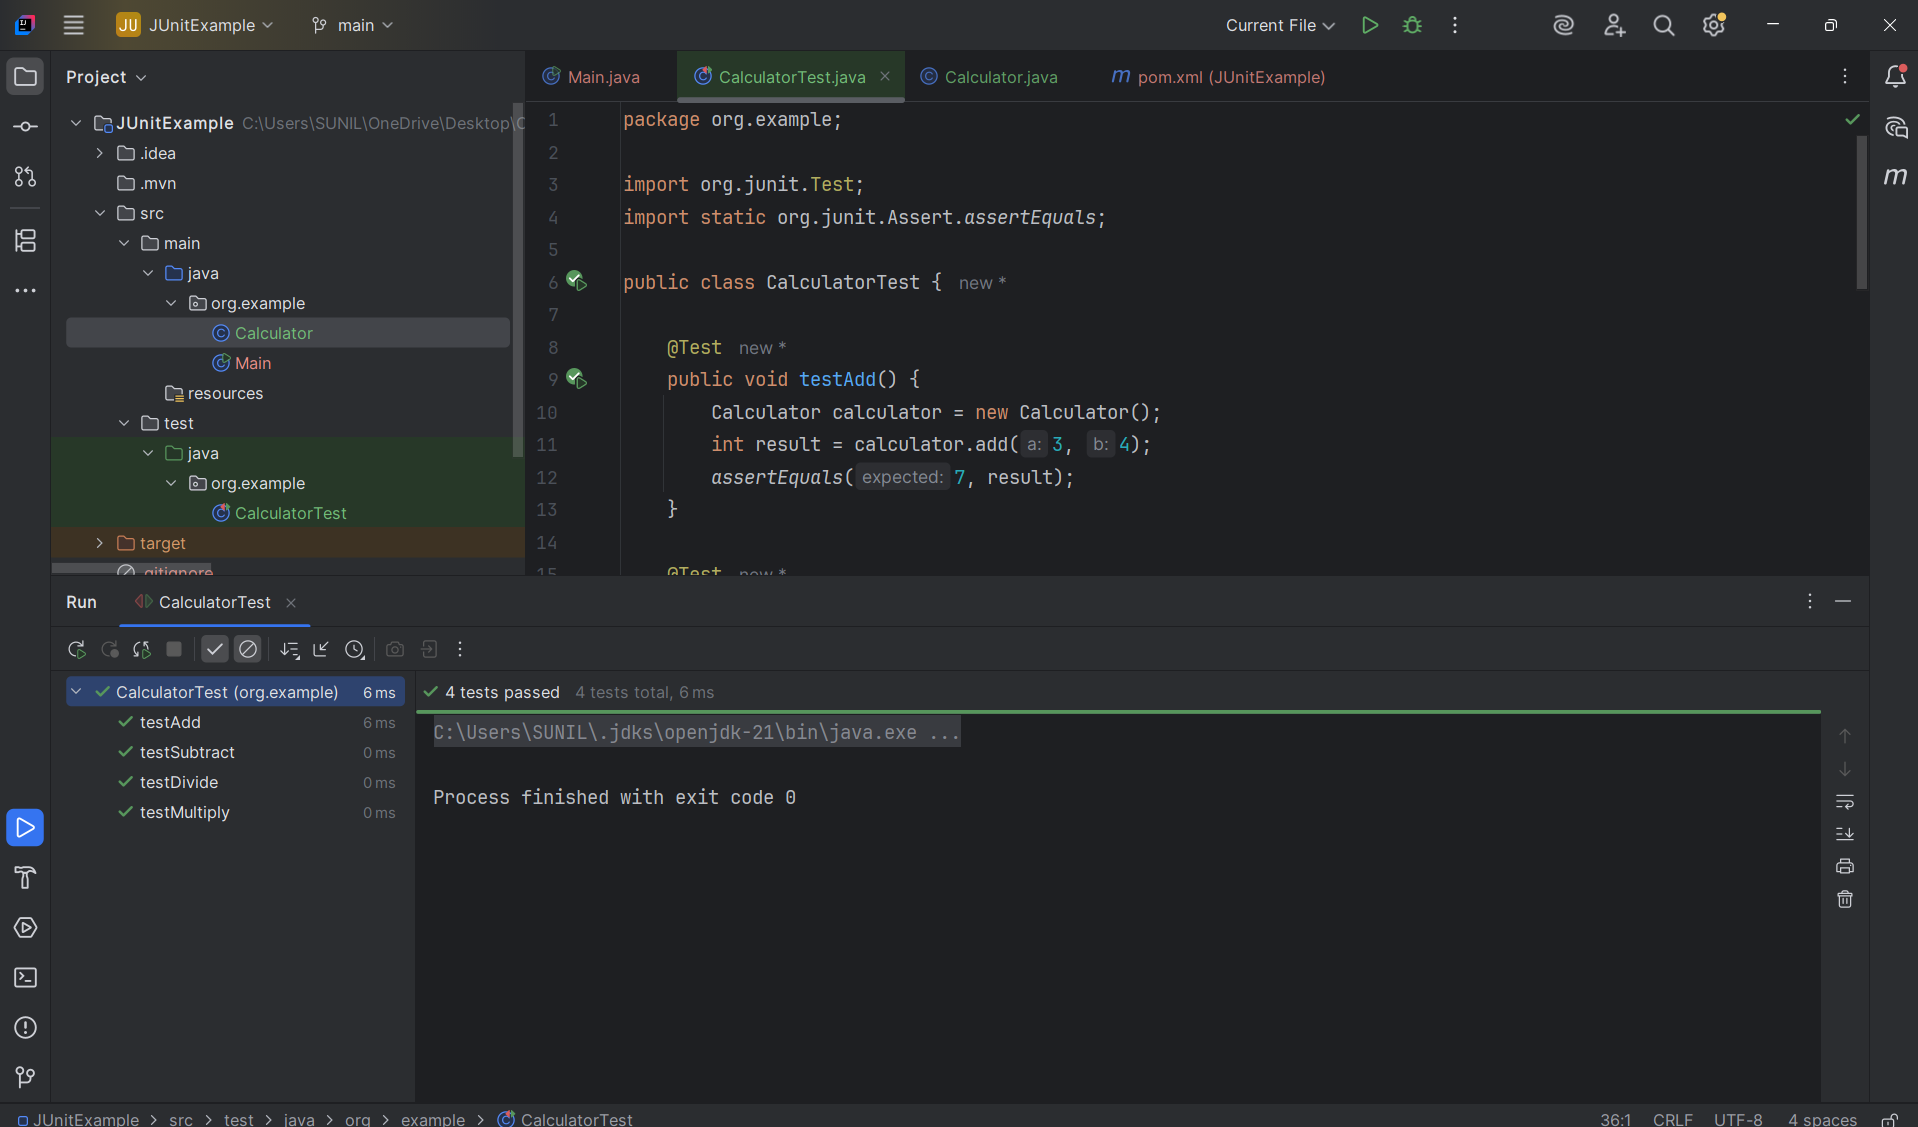 JU JUnitExample main Current File
Project
JUnitExample C:\Users\SUNIL\OneDrive\Desktop\
.idea
.mvn
src
main
java
org.example
Calculator
Main
resources
test
java
org.example
CalculatorTest
target
.gitignore
Main.java CalculatorTest.java Calculator.java m pom.xml (JUnitExample)
1 package org.example;
2
3 import org.junit.Test;
4 import static org.junit.Assert.assertEquals;
5
6 public class CalculatorTest { new *
7
8 @Test new *
9 public void testAdd() {
10 Calculator calculator = new Calculator();
11 int result = calculator.add( a: 3, b: 4);
12 assertEquals( expected: 7, result);
13 }
14
15 @Test new *
m
Run CalculatorTest
CalculatorTest (org.example) 6 ms
testAdd 6 ms
testSubtract 0 ms
testDivide 0 ms
testMultiply 0 ms
4 tests passed 4 tests total, 6 ms
C:\Users\SUNIL\.jdks\openjdk-21\bin\java.exe ...
Process finished with exit code 0
JUnitExample > src > test > java > org > example > CalculatorTest 36:1 CRLF UTF-8 4 spaces